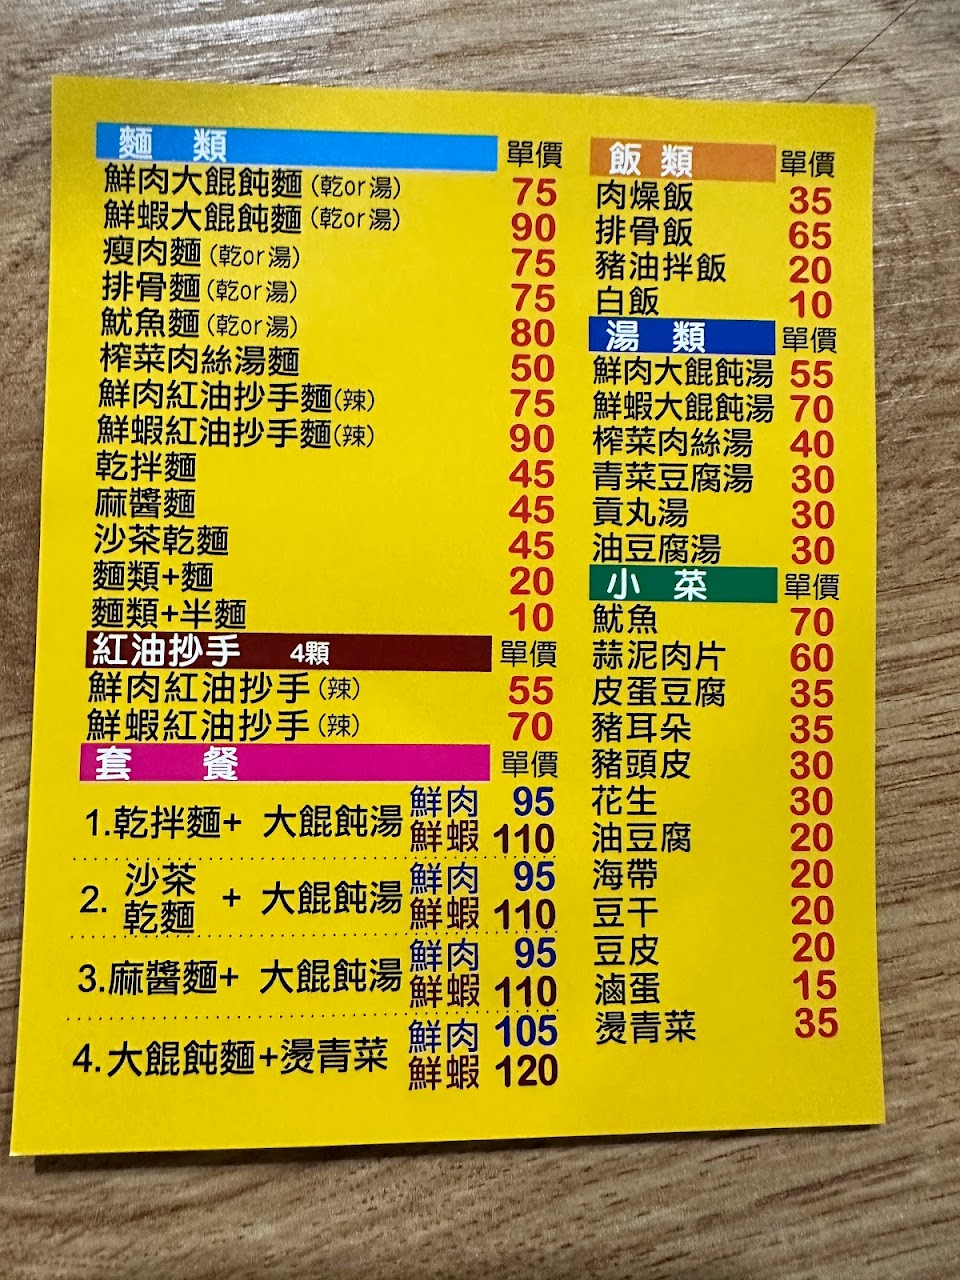 麵 類 單價
鮮肉大餛飩麵(乾or湯) 75
鮮蝦大餛飩麵(乾or湯) 90
瘦肉麵(乾or湯) 75
排骨麵(乾or湯) 75
魷魚麵(乾or湯) 80
榨菜肉絲湯麵 50
鮮肉紅油抄手麵(辣) 75
鮮蝦紅油抄手麵(辣) 90
乾拌麵 45
麻醬麵 45
沙茶乾麵 45
麵類+麵 20
麵類+半麵 10
紅油抄手 4顆 單價
鮮肉紅油抄手(辣) 55
鮮蝦紅油抄手(辣) 70
套 餐 單價
1.乾拌麵+ 大餛飩湯 鮮肉 95
鮮蝦 110
2. 沙茶乾麵 + 大餛飩湯 鮮肉 95
鮮蝦 110
3.麻醬麵+ 大餛飩湯 鮮肉 95
鮮蝦 110
4.大餛飩麵+燙青菜 鮮肉 105
鮮蝦 120
飯 類 單價
肉燥飯 35
排骨飯 65
豬油拌飯 20
白飯 10
湯 類 單價
鮮肉大餛飩湯 55
鮮蝦大餛飩湯 70
榨菜肉絲湯 40
青菜豆腐湯 30
貢丸湯 30
油豆腐湯 30
小 菜 單價
魷魚 70
蒜泥肉片 60
皮蛋豆腐 35
豬耳朵 35
豬頭皮 30
花生 30
油豆腐 20
海帶 20
豆干 20
豆皮 20
滷蛋 15
燙青菜 35